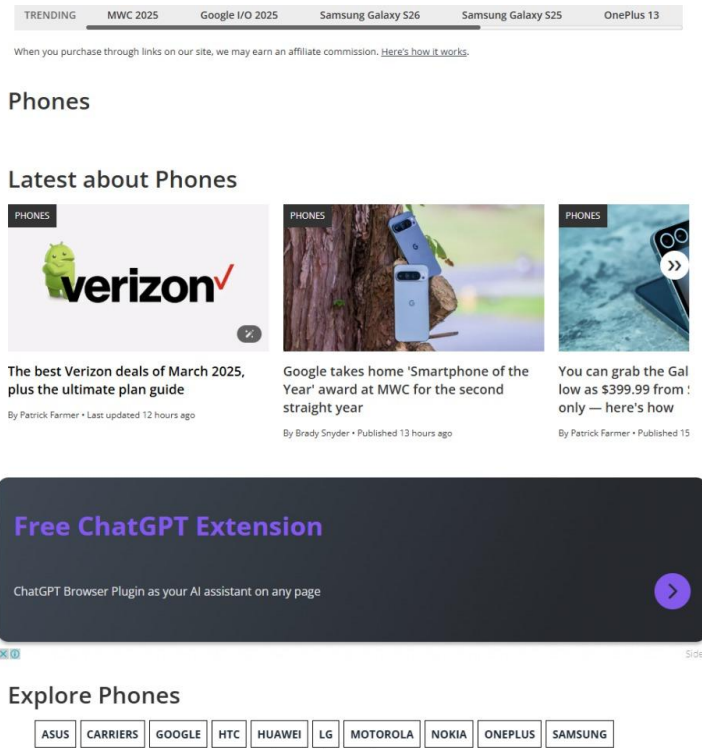 TRENDING MWC 2025 Google I/O 2025 Samsung Galaxy S26 Samsung Galaxy S25 OnePlus 13
When you purchase through links on our site, we may earn an affiliate commission. Here's how it works.
Phones
Latest about Phones
PHONES
verizon
The best Verizon deals of March 2025,
plus the ultimate plan guide
By Patrick Farmer • Last updated 12 hours ago
PHONES
G
G
Google takes home 'Smartphone of the
Year' award at MWC for the second
straight year
By Brady Snyder • Published 13 hours ago
PHONES
You can grab the Gal
low as $399.99 from
only — here's how
By Patrick Farmer • Published 15
Free ChatGPT Extension
ChatGPT Browser Plugin as your AI assistant on any page
Side
Explore Phones
ASUS CARRIERS GOOGLE HTC HUAWEI LG MOTOROLA NOKIA ONEPLUS SAMSUNG